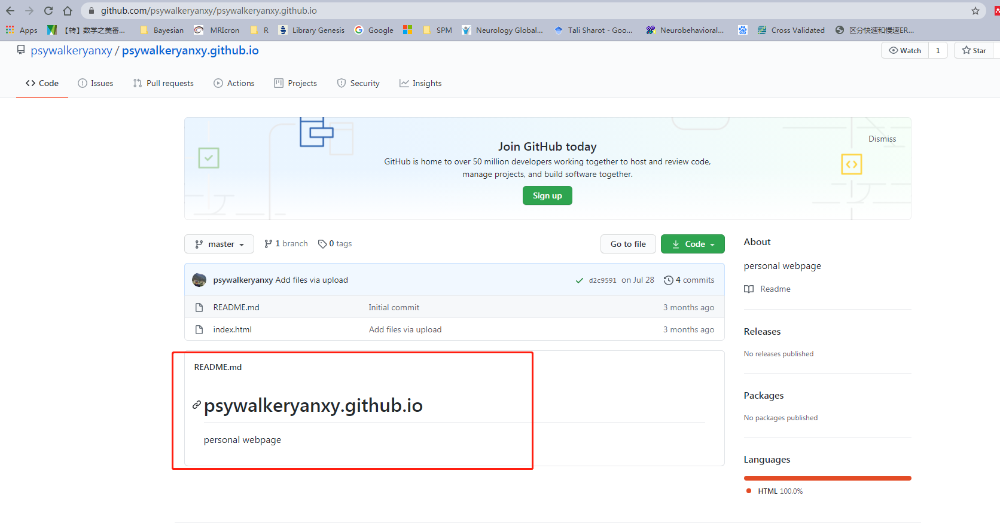 github.com/psywalkeryanxy/psywalkeryanxy.github.io
Apps 【转】数学之美番... Bayesian MRIcron R Library Genesis Google SPM Neurology Global... Tali Sharot - Goo... Neurobehavioral... Cross Validated 区分快速和慢速ER...
psywalkeryanxy / psywalkeryanxy.github.io
Watch 1 Star
Code Issues Pull requests Actions Projects Security Insights
Join GitHub today
Dismiss
GitHub is home to over 50 million developers working together to host and review code,
manage projects, and build software together.
Sign up
master 1 branch 0 tags Go to file Code
psywalkeryanxy Add files via upload d2c9591 on Jul 28 4 commits
README.md Initial commit 3 months ago
index.html Add files via upload 3 months ago
README.md
psywalkeryanxy.github.io
personal webpage
About
personal webpage
Readme
Releases
No releases published
Packages
No packages published
Languages
HTML 100.0%